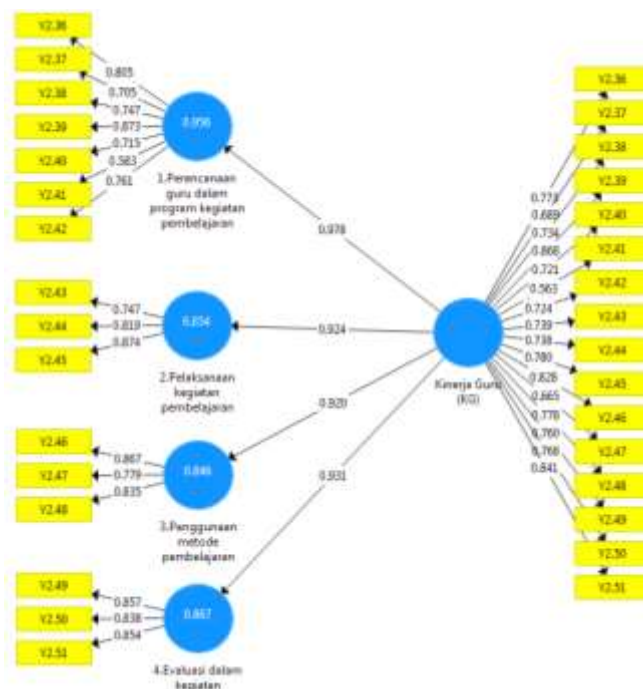 Y2.36
Y2.37
Y2.38
Y2.39
Y2.40
Y2.41
Y2.42
0.805
0.705
0.747
0.873
0.715
0.583
0.761
0.956
1.Perencanaan
guru dalam
program kegiatan
pembelajaran
0.978
Y2.43
Y2.44
Y2.45
0.747
0.819
0.874
0.854
2.Pelaksanaan
kegiatan
pembelajaran
0.924
Y2.46
Y2.47
Y2.48
0.867
0.779
0.835
0.846
3.Panggunaan
metode
pembelajaran
0.920
Y2.49
Y2.50
Y2.51
0.857
0.838
0.854
0.867
4.Evaluasi dalam
kegiatan
0.931
Kinerja Guru
(KG)
0.773
0.689
0.734
0.868
0.721
0.563
0.724
0.739
0.738
0.780
0.828
0.865
0.778
0.760
0.768
0.841
Y2.36
Y2.37
Y2.38
Y2.39
Y2.40
Y2.41
Y2.42
Y2.43
Y2.44
Y2.45
Y2.46
Y2.47
Y2.48
Y2.49
Y2.50
Y2.51